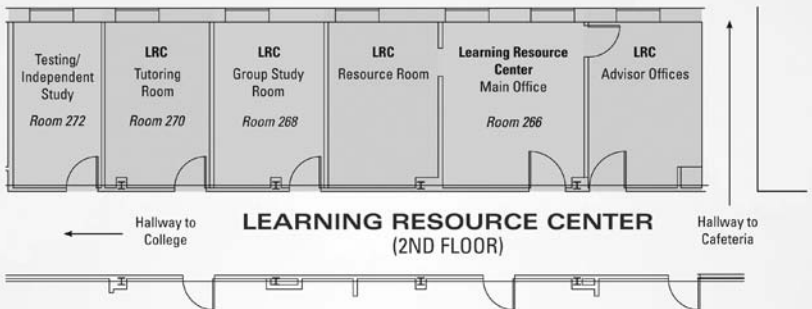 Testing/
Independent
Study
Room 272
LRC
Tutoring
Room
Room 270
LRC
Group Study
Room
Room 268
LRC
Resource Room
Learning Resource
Center
Main Office
Room 266
LRC
Advisor Offices
Hallway to
College
LEARNING RESOURCE CENTER
(2ND FLOOR)
Hallway to
Cafeteria